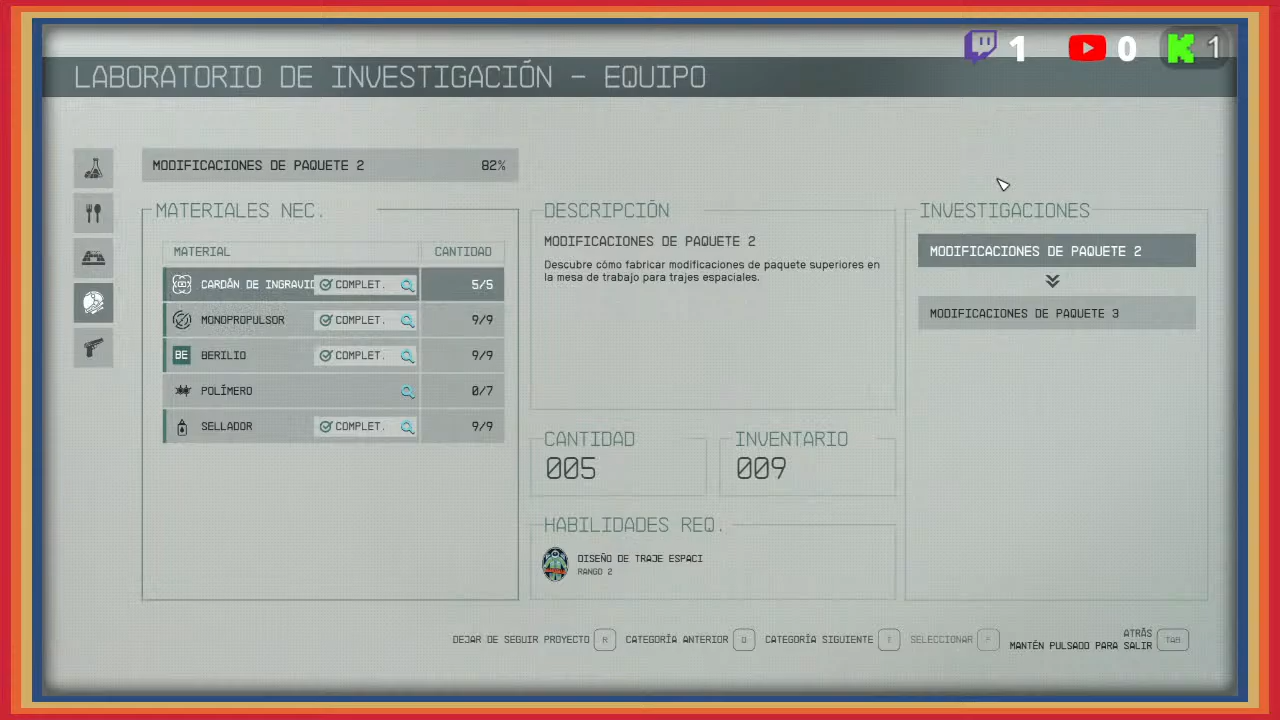 1
0
1
LABORATORIO DE INVESTIGACIÓN - EQUIPO
MODIFICACIONES DE PAQUETE 2 82%
MATERIALES NEC.
MATERIAL CANTIDAD
CARDÁN DE INGRAVID COMPLET. 5/5
MONOPROPULSOR COMPLET. 9/9
BE BERILIO COMPLET. 9/9
POLÍMERO 0/7
SELLADOR COMPLET. 9/9
DESCRIPCIÓN
MODIFICACIONES DE PAQUETE 2
Descubre cómo fabricar modificaciones de paquete superiores en
la mesa de trabajo para trajes espaciales.
CANTIDAD
005
INVENTARIO
009
HABILIDADES REQ.
DISEÑO DE TRAJE ESPACI
RANGO 2
INVESTIGACIONES
MODIFICACIONES DE PAQUETE 2
MODIFICACIONES DE PAQUETE 3
DEJAR DE SEGUIR PROYECTO R CATEGORÍA ANTERIOR Q CATEGORÍA SIGUIENTE SELECCIONAR
ATRÁS
MANTÉN PULSADO PARA SALIR TAB